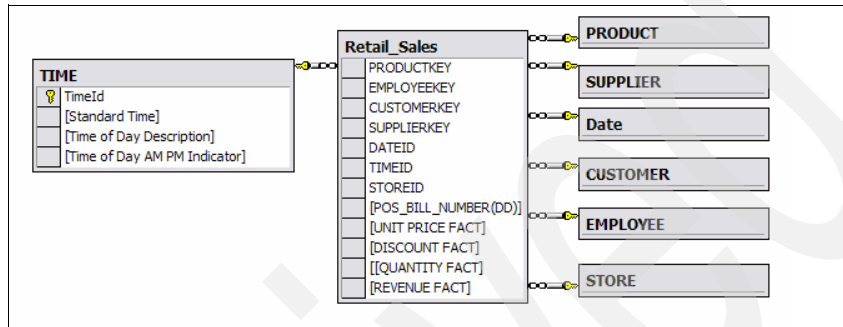 TIME
TimeId
[Standard Time]
[Time of Day Description]
[Time of Day AM PM Indicator]
Retail_Sales
PRODUCTKEY
EMPLOYEEKEY
CUSTOMERKEY
SUPPLIERKEY
DATEID
TIMEID
STOREID
[POS_BILL_NUMBER(DD)]
[UNIT PRICE FACT]
[DISCOUNT FACT]
[[QUANTITY FACT]
[REVENUE FACT]
PRODUCT
SUPPLIER
Date
CUSTOMER
EMPLOYEE
STORE